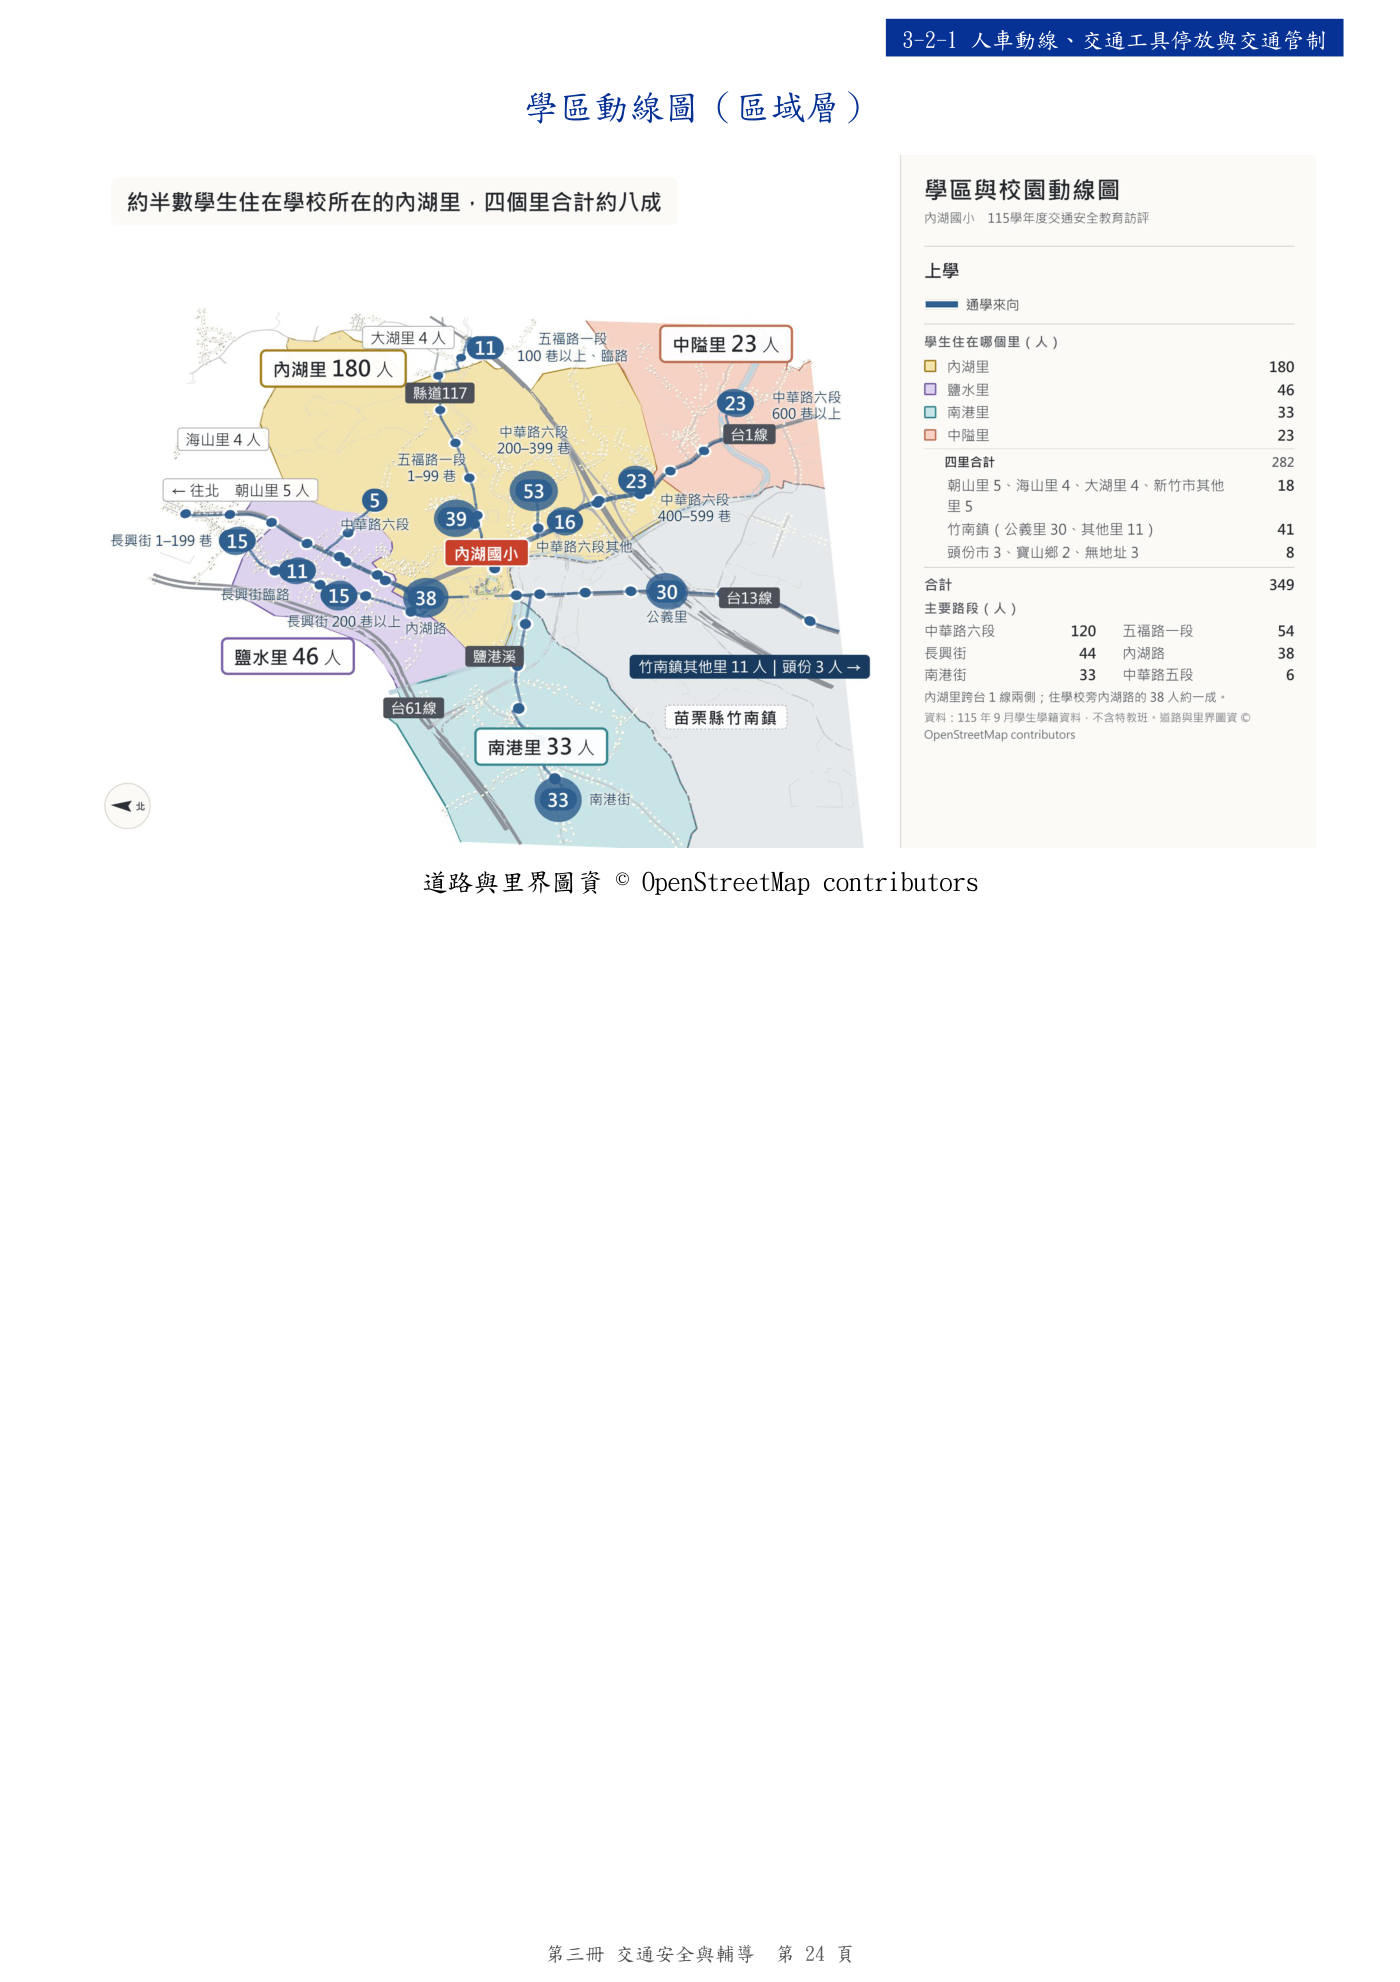 3-2-1 人車動線、交通工具停放與交通管制
學區動線圖（區域層）
約半數學生住在學校所在的內湖里，四個里合計約八成
大湖里 4 人
11
五福路一段
100 巷以上、臨路
中隘里 23 人
內湖里 180 人
縣道117
23
中華路六段
600 巷以上
台1線
海山里 4 人
中華路六段
200–399 巷
五福路一段
1–99 巷
← 往北 朝山里 5 人
5
中華路六段
53
23
中華路六段
400–599 巷
39
16
長興街 1–199 巷
15
內湖國小
中華路六段其他
11
長興街臨路
15
38
30
台13線
長興街 200 巷以上
內湖路
公義里
鹽水里 46 人
鹽港溪
竹南鎮其他里 11 人 | 頭份 3 人 →
台61線
苗栗縣竹南鎮
南港里 33 人
33
南港街
北
學區與校園動線圖
內湖國小 115學年度交通安全教育訪評
上學
通學來向
學生住在哪個里（人）
內湖里 180
鹽水里 46
南港里 33
中隘里 23
四里合計 282
朝山里 5、海山里 4、大湖里 4、新竹市其他 18
里 5
竹南鎮（公義里 30、其他里 11） 41
頭份市 3、寶山鄉 2、無地址 3 8
合計 349
主要路段（人）
中華路六段 120 五福路一段 54
長興街 44 內湖路 38
南港街 33 中華路五段 6
內湖里跨台 1 線兩側；住學校旁內湖路的 38 人約一成。
資料：115 年 9 月學生學籍資料，不含特教班。道路與里界圖資 ©
OpenStreetMap contributors
道路與里界圖資 © OpenStreetMap contributors
第三冊 交通安全與輔導 第 24 頁